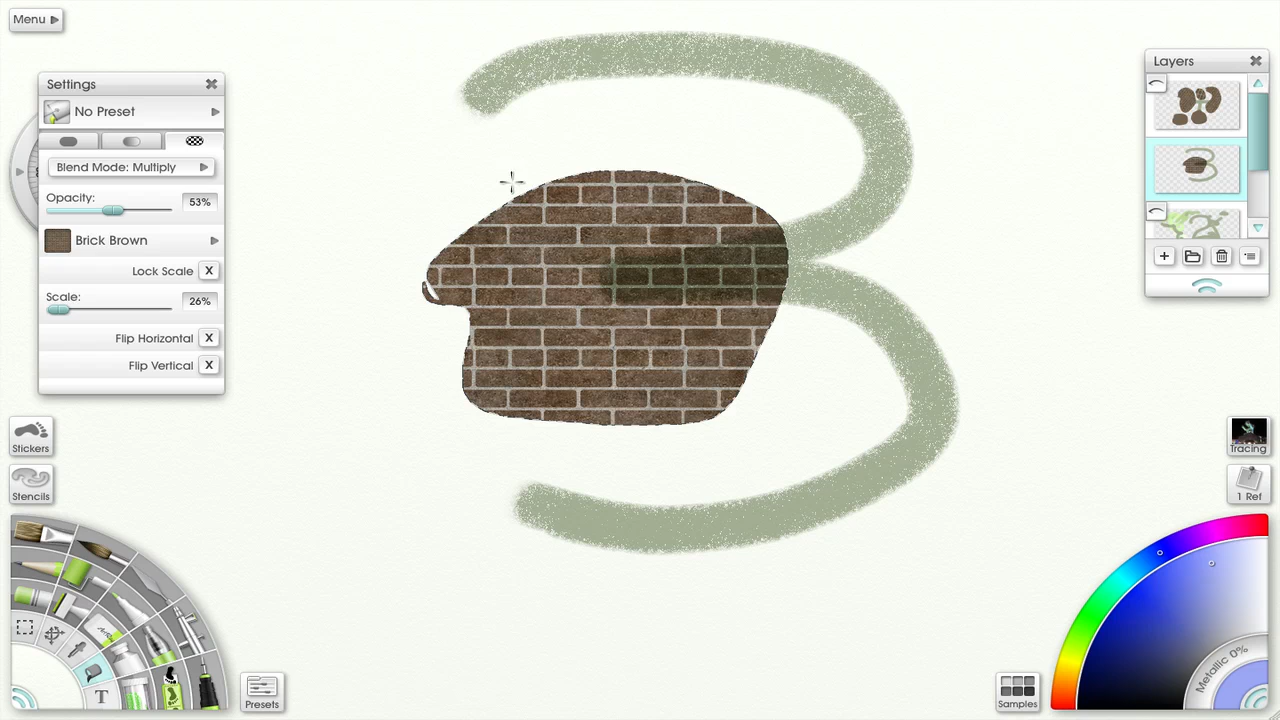 Menu
Settings
No Preset
Blend Mode: Multiply
Opacity:
53%
Brick Brown
Lock Scale X
Scale:
26%
Flip Horizontal X
Flip Vertical X
Stickers
Stencils
T
Presets
Layers
Tracing
1 Ref
Metallic 0%
Samples